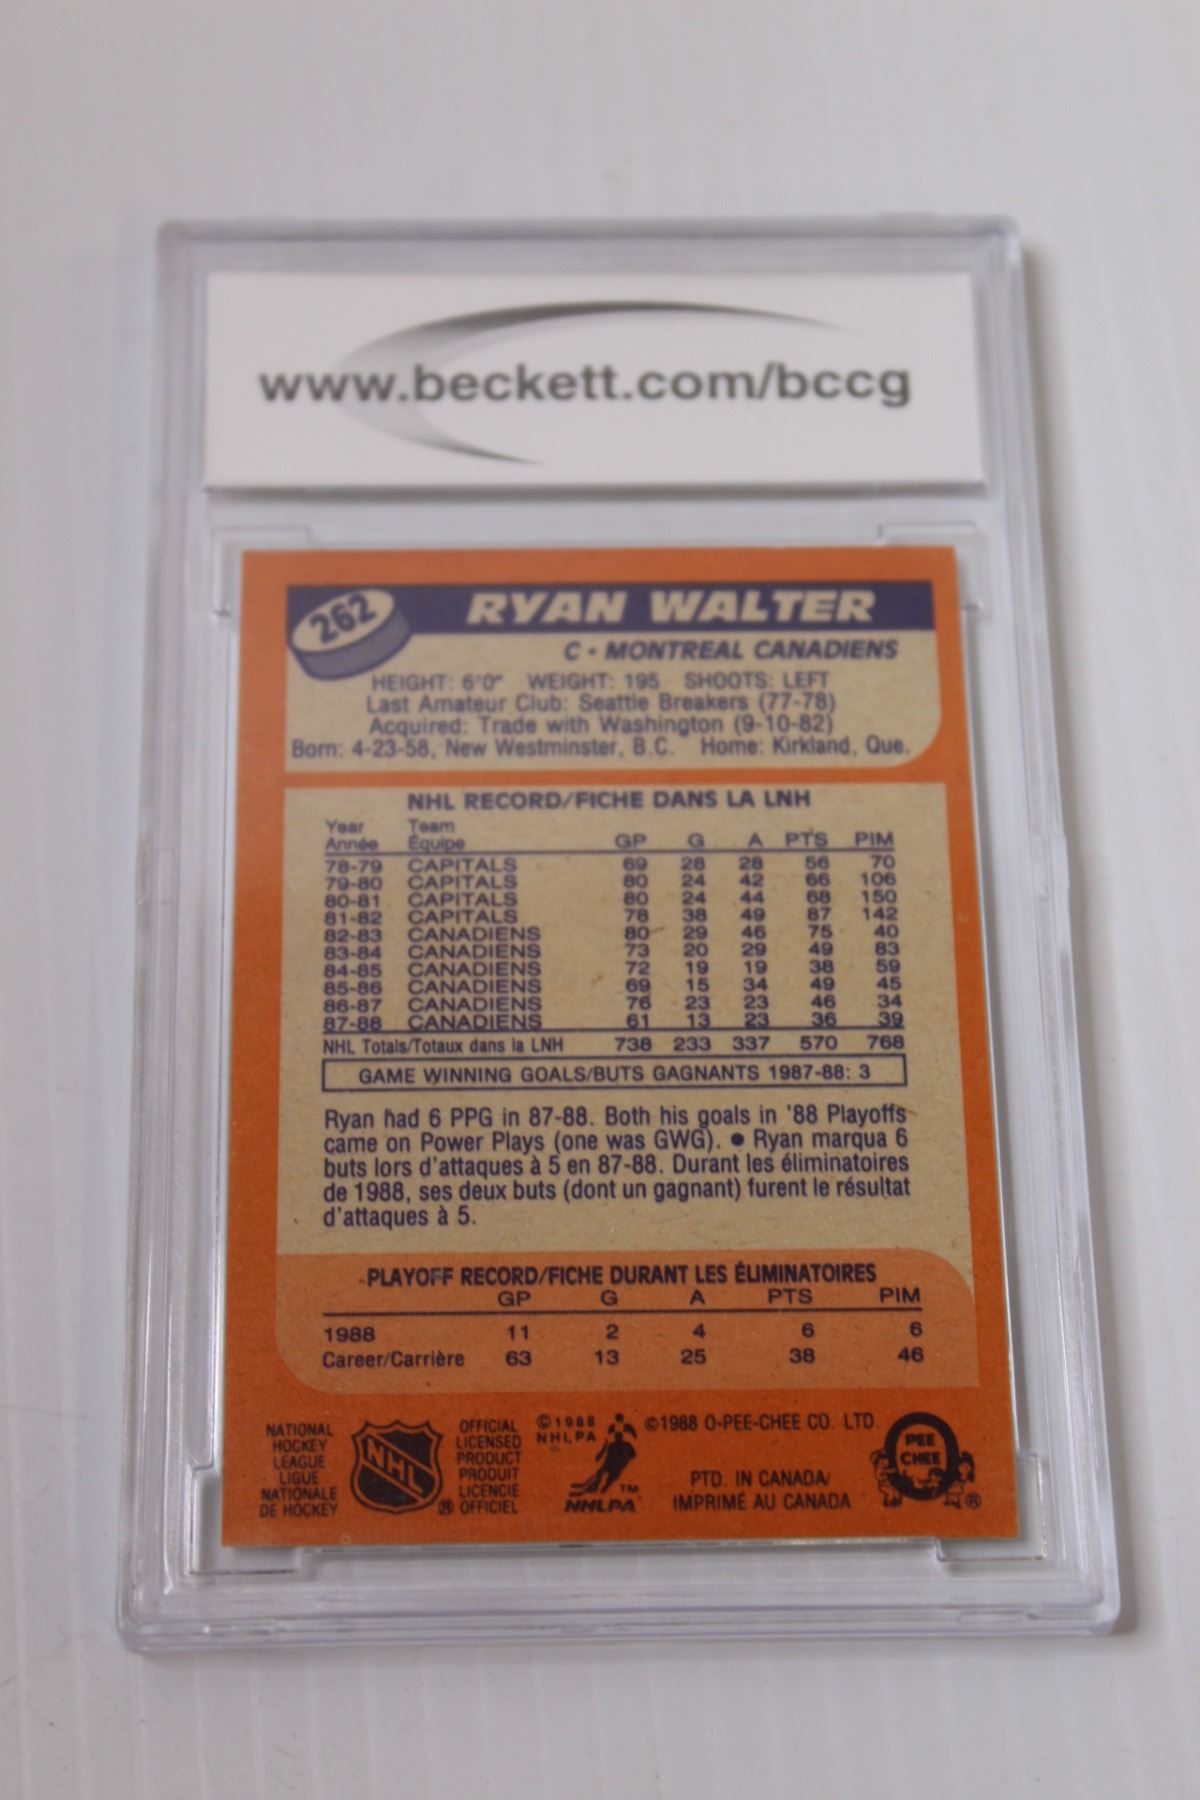 www.beckett.com/bccg
262
RYAN WALTER
C • MONTREAL CANADIENS
HEIGHT: 6'0" WEIGHT: 195 SHOOTS: LEFT
Last Amateur Club: Seattle Breakers (77-78)
Acquired: Trade with Washington (9-10-82)
Born: 4-23-58, New Westminster, B.C. Home: Kirkland, Que.
NHL RECORD/FICHE DANS LA LNH
Year Team
Année Équipe GP G A PTS PIM
78-79 CAPITALS 69 28 28 56 70
79-80 CAPITALS 80 24 42 66 106
80-81 CAPITALS 80 24 44 68 150
81-82 CAPITALS 78 38 49 87 142
82-83 CANADIENS 80 29 46 75 40
83-84 CANADIENS 73 20 29 49 83
84-85 CANADIENS 72 19 19 38 59
85-86 CANADIENS 69 15 34 49 45
86-87 CANADIENS 76 23 23 46 34
87-88 CANADIENS 61 13 23 36 39
NHL Totals/Totaux dans la LNH 738 233 337 570 768
GAME WINNING GOALS/BUTS GAGNANTS 1987-88: 3
Ryan had 6 PPG in 87-88. Both his goals in '88 Playoffs
came on Power Plays (one was GWG). • Ryan marqua 6
buts lors d'attaques à 5 en 87-88. Durant les éliminatoires
de 1988, ses deux buts (dont un gagnant) furent le résultat
d'attaques à 5.
PLAYOFF RECORD/FICHE DURANT LES ÉLIMINATOIRES
GP G A PTS PIM
1988 11 2 4 6 6
Career/Carrière 63 13 25 38 46
NATIONAL
HOCKEY
LEAGUE
LIGUE
NATIONALE
DE HOCKEY
NHL
®
OFFICIAL
LICENSED
PRODUCT
PRODUIT
LICENCIE
OFFICIEL
©1988
NHLPA
TM
NHLPA
©1988 O-PEE-CHEE CO. LTD.
PTD. IN CANADA/
IMPRIMÉ AU CANADA
O
PEE
CHEE
®